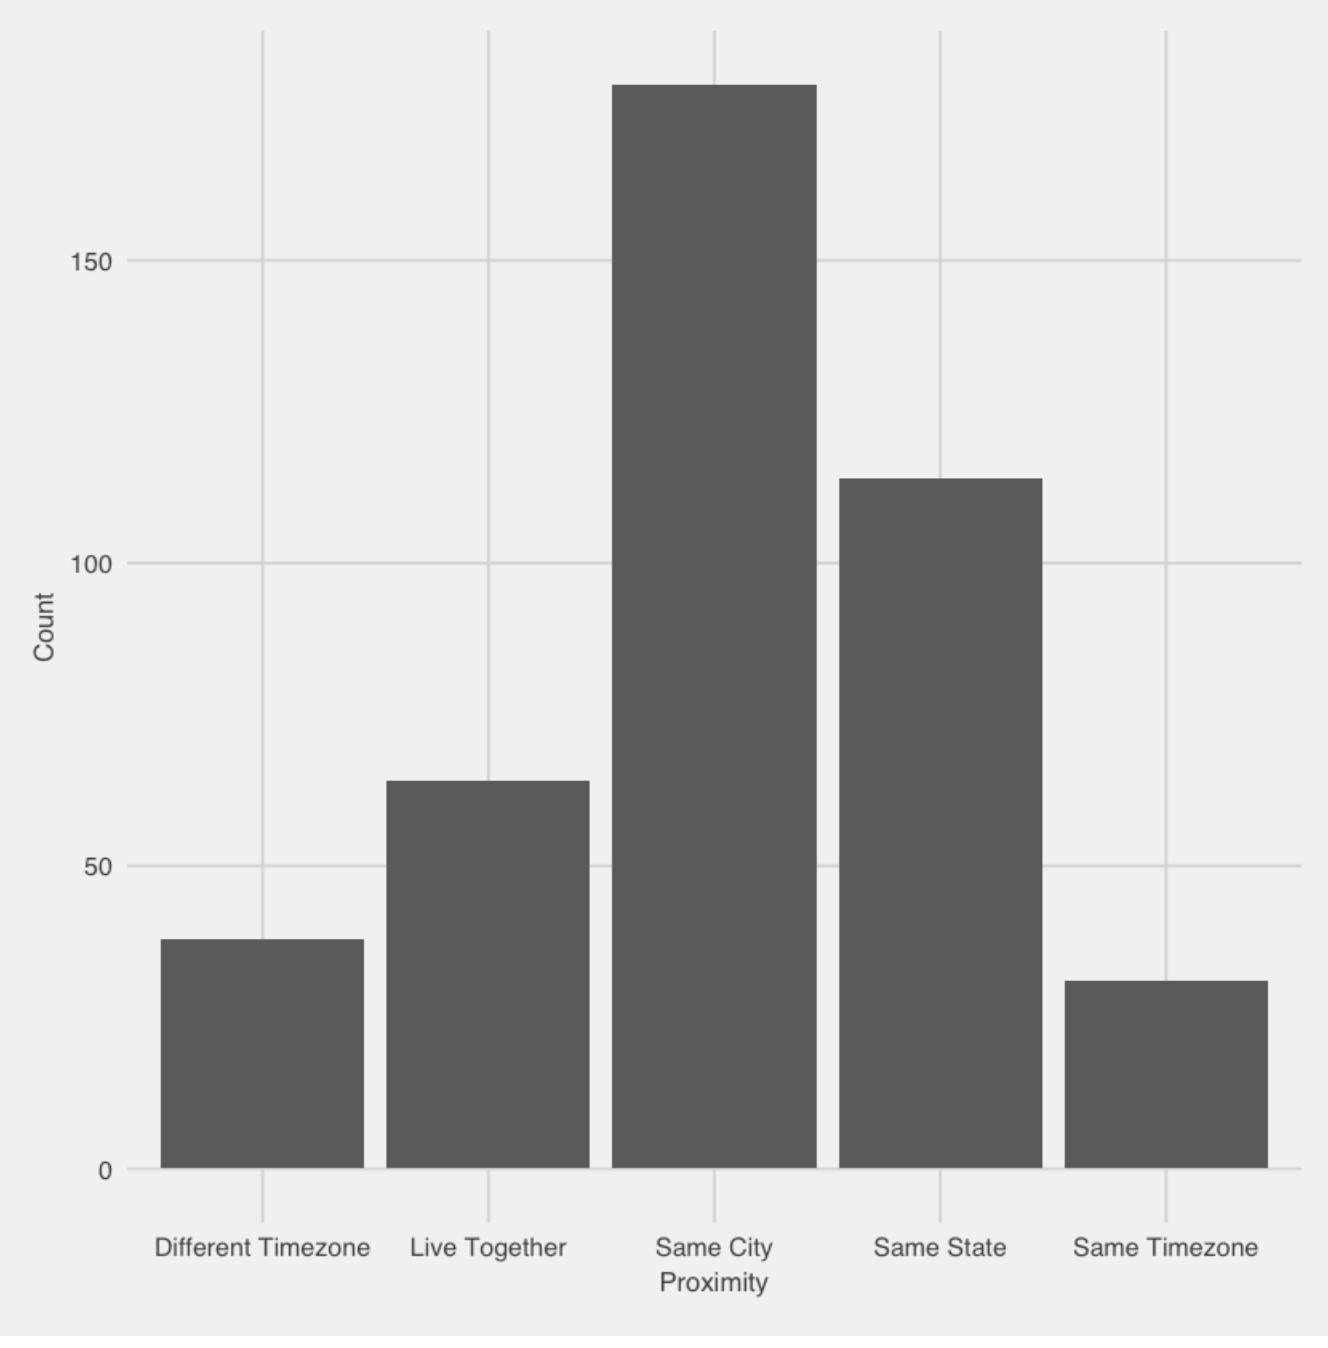 150
100
50
0
Count
Different Timezone
Live Together
Same City
Same State
Same Timezone
Proximity